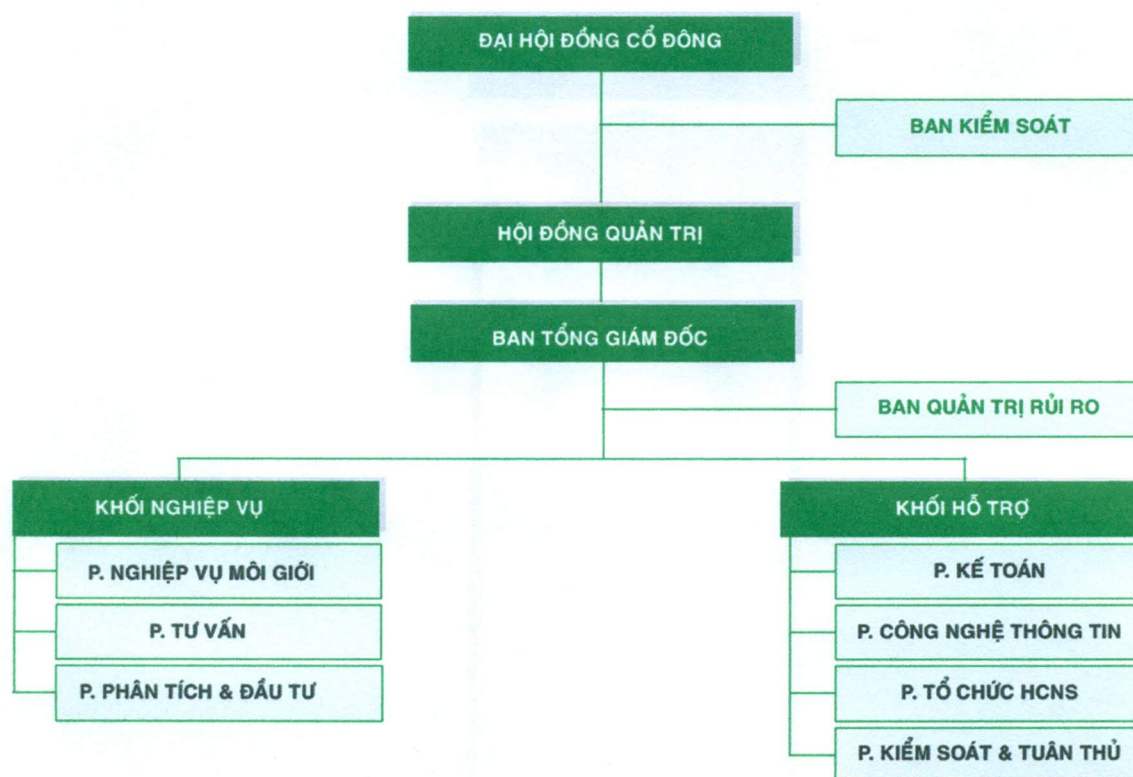 ĐẠI HỘI ĐỒNG CỔ ĐÔNG
BAN KIỂM SOÁT
HỘI ĐỒNG QUẢN TRỊ
BAN TỔNG GIÁM ĐỐC
BAN QUẢN TRỊ RỦI RO
KHỐI NGHIỆP VỤ
P. NGHIỆP VỤ MÔI GIỚI
P. TƯ VẤN
P. PHÂN TÍCH & ĐẦU TƯ
KHỐI HỖ TRỢ
P. KẾ TOÁN
P. CÔNG NGHỆ THÔNG TIN
P. TỔ CHỨC HCNS
P. KIỂM SOÁT & TUÂN THỦ